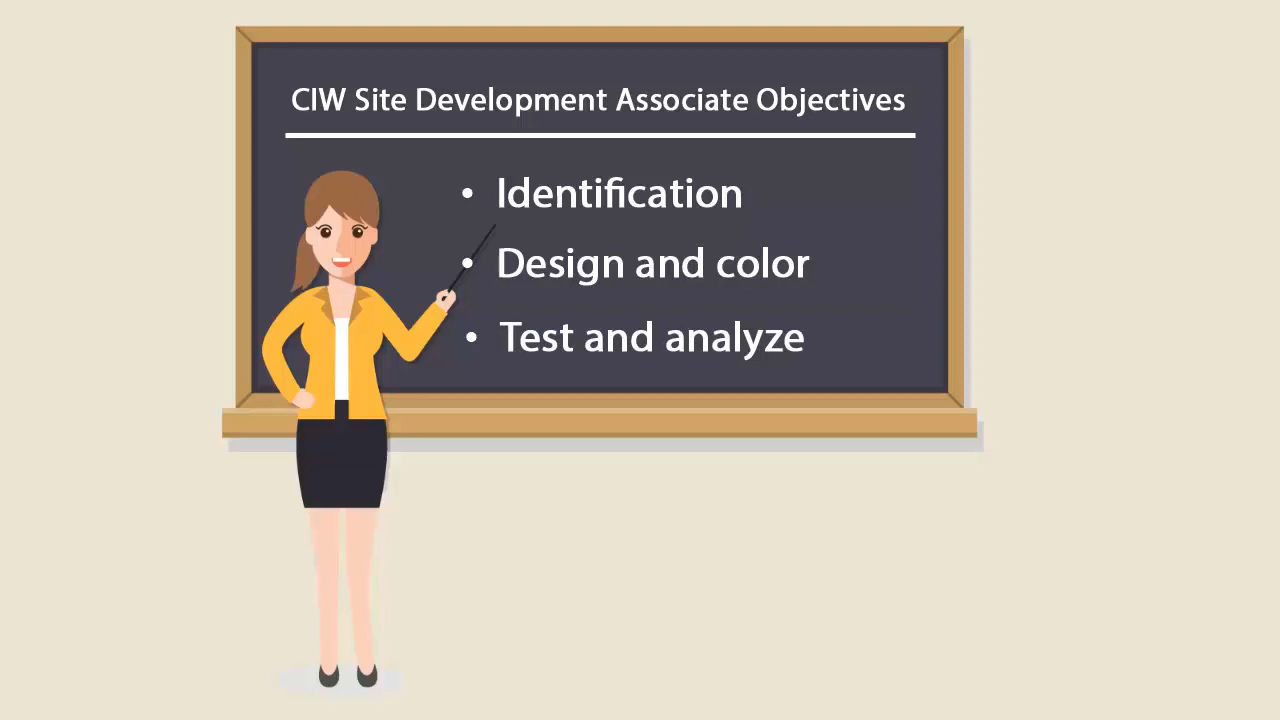 CIW Site Development Associate Objectives
• Identification
• Design and color
• Test and analyze